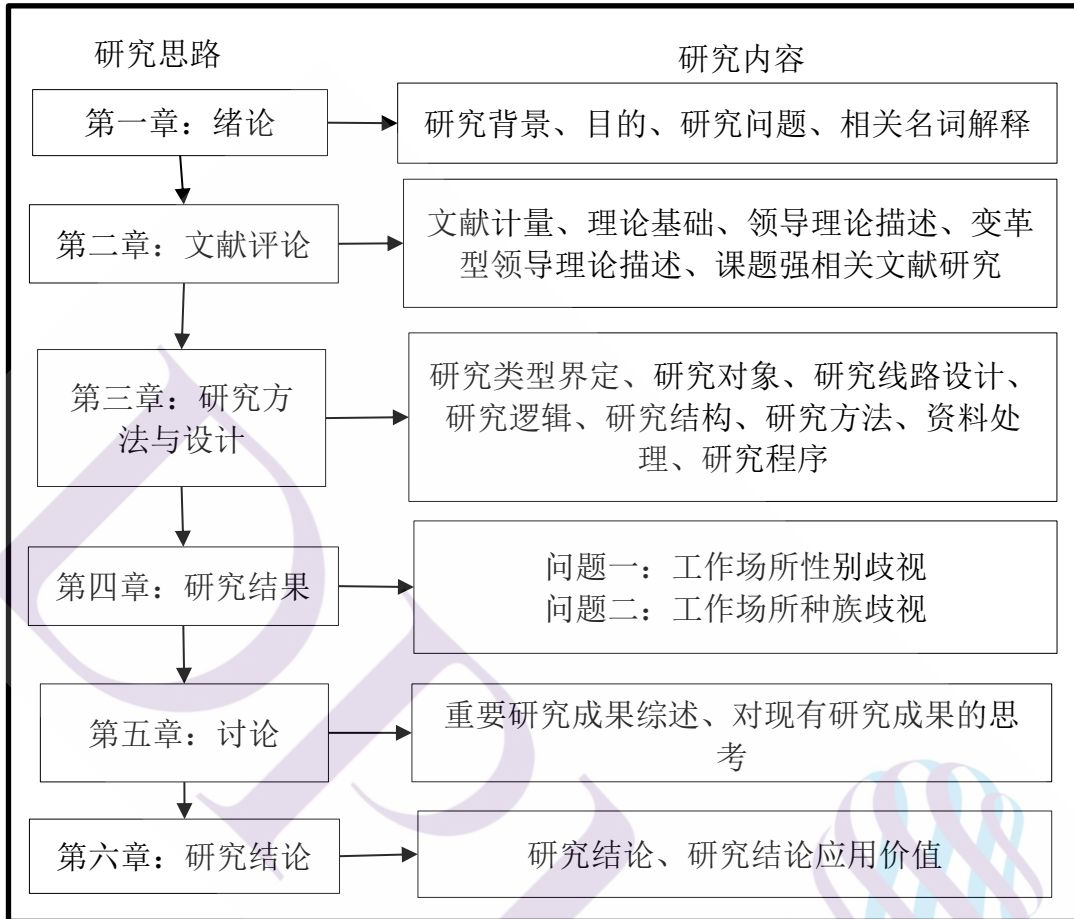 研究思路
研究内容
第一章：绪论
研究背景、目的、研究问题、相关名词解释
第二章：文献评论
文献计量、理论基础、领导理论描述、变革
型领导理论描述、课题强相关文献研究
第三章：研究方
法与设计
研究类型界定、研究对象、研究线路设计、
研究逻辑、研究结构、研究方法、资料处
理、研究程序
第四章：研究结果
问题一：工作场所性别歧视
问题二：工作场所种族歧视
第五章：讨论
重要研究成果综述、对现有研究成果的思
考
第六章：研究结论
研究结论、研究结论应用价值
DPU